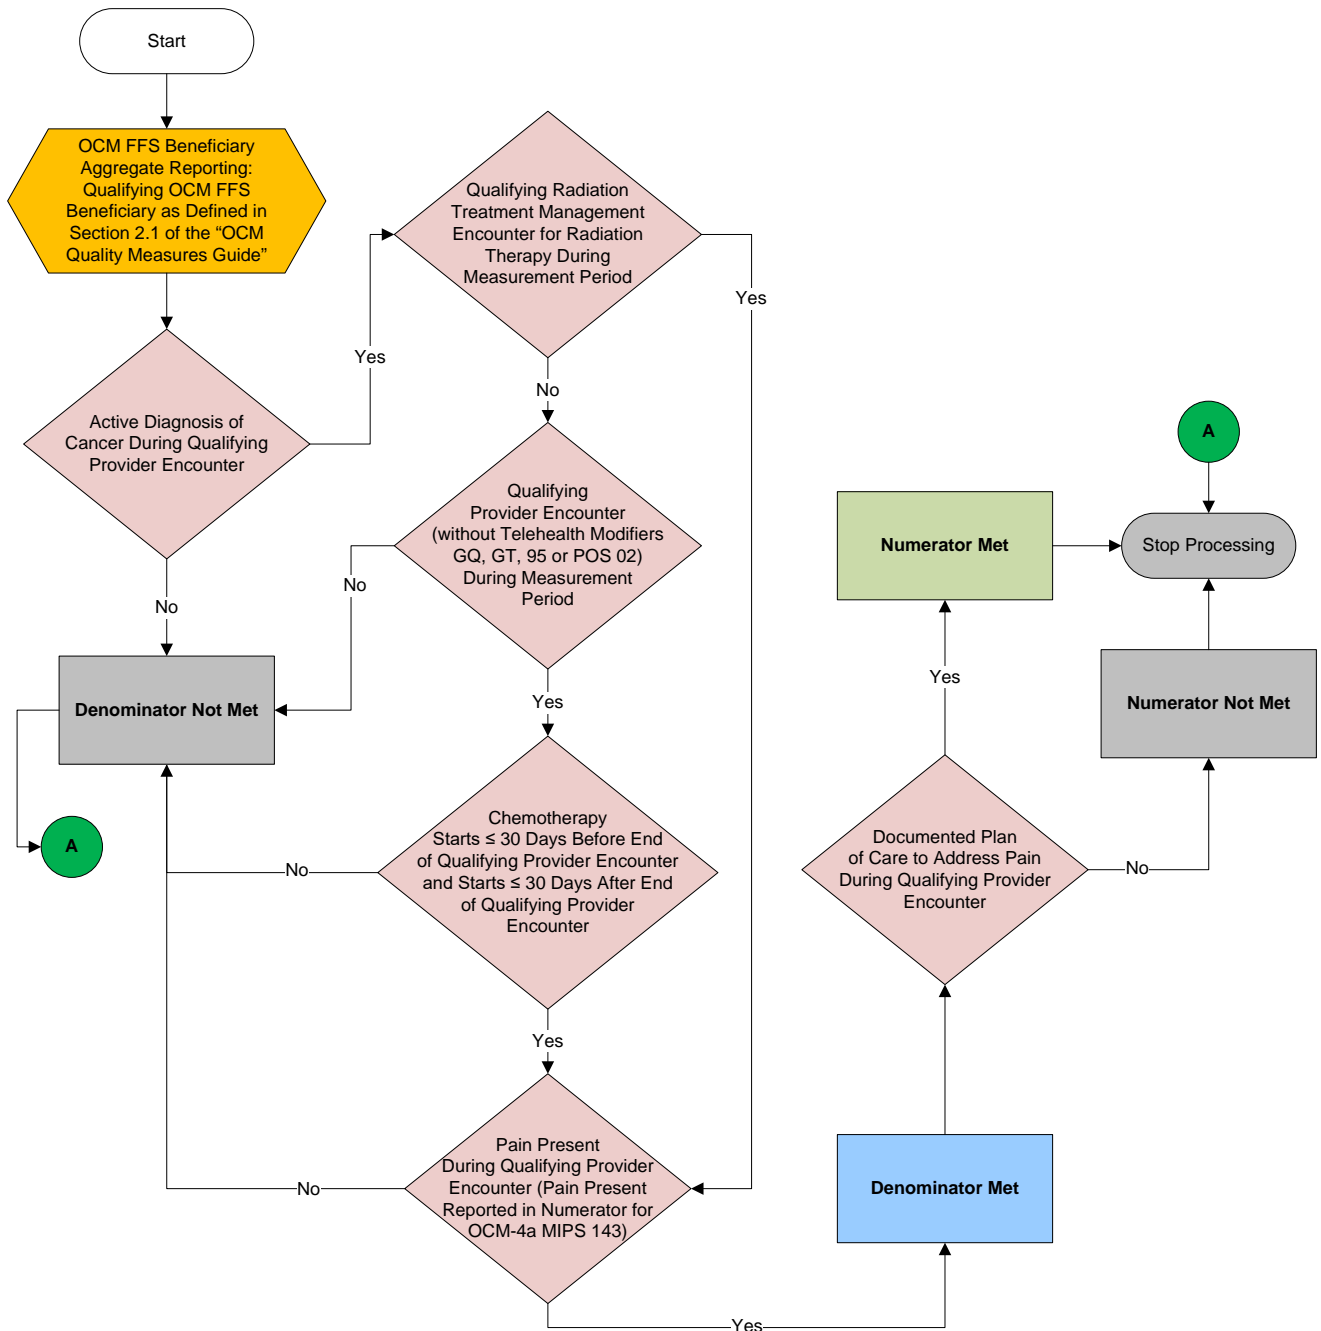 Start
OCM FFS Beneficiary
Aggregate Reporting:
Qualifying OCM FFS
Beneficiary as Defined in
Section 2.1 of the “OCM
Quality Measures Guide”
Active Diagnosis of
Cancer During Qualifying
Provider Encounter
Yes
No
Qualifying Radiation
Treatment Management
Encounter for Radiation
Therapy During
Measurement Period
Yes
No
Qualifying
Provider Encounter
(without Telehealth Modifiers
GQ, GT, 95 or POS 02)
During Measurement
Period
No
Yes
Denominator Not Met
A
Chemotherapy
Starts ≤ 30 Days Before End
of Qualifying Provider Encounter
and Starts ≤ 30 Days After End
of Qualifying Provider
Encounter
No
Yes
Pain Present
During Qualifying Provider
Encounter (Pain Present
Reported in Numerator for
OCM-4a MIPS 143)
No
Yes
Denominator Met
Documented Plan
of Care to Address Pain
During Qualifying Provider
Encounter
Yes
No
Numerator Met
Numerator Not Met
A
Stop Processing